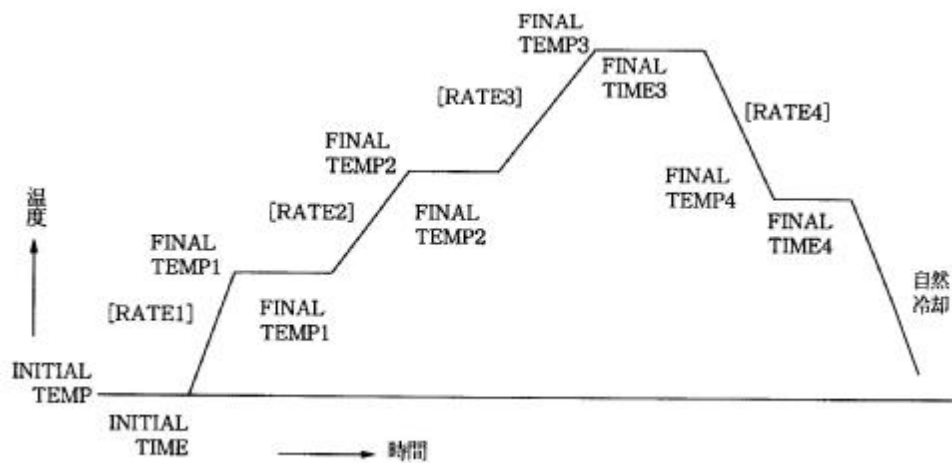 FINAL
TEMP3
FINAL
TIME3
[RATE3]
[RATE4]
FINAL
TEMP2
FINAL
TEMP4
温度
[RATE2]
FINAL
TEMP2
FINAL
TIME4
FINAL
TEMP1
自然
冷却
[RATE1]
FINAL
TEMP1
INITIAL
TEMP
INITIAL
TIME
時間